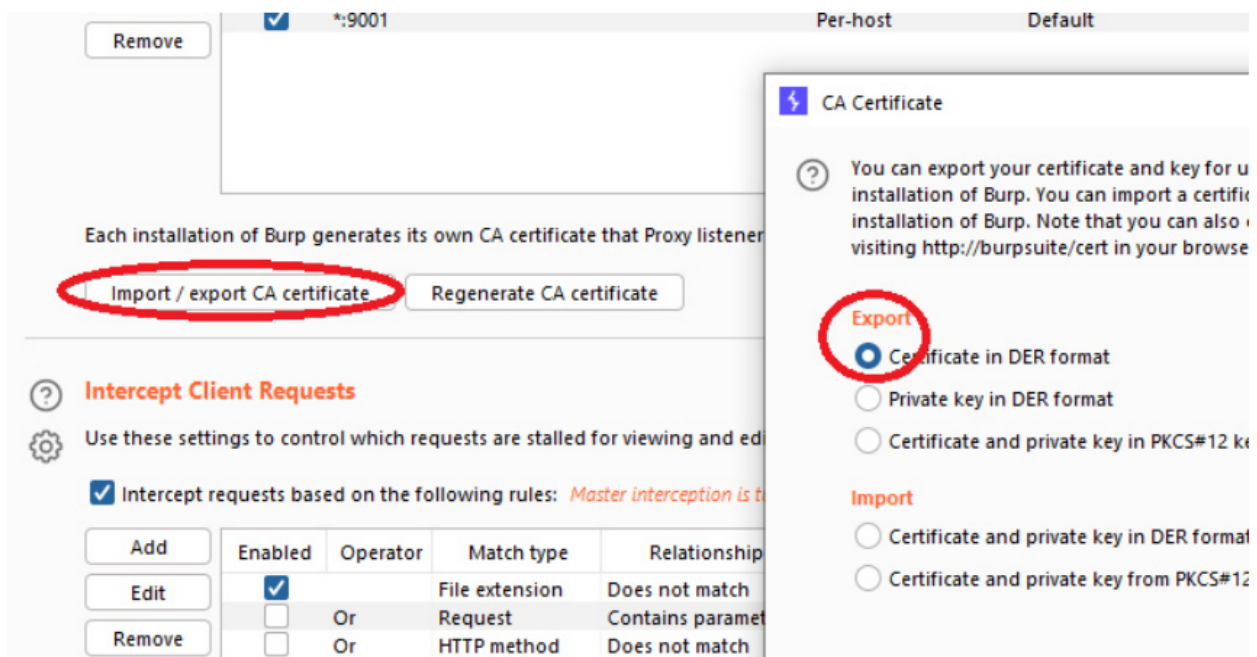 *:9001 Per-host Default
Remove
Each installation of Burp generates its own CA certificate that Proxy listener
Import / export CA certificate Regenerate CA certificate
Intercept Client Requests
Use these settings to control which requests are stalled for viewing and edi
Intercept requests based on the following rules: Master interception is t
Add
Edit
Remove
Enabled Operator Match type Relationship
File extension Does not match
Or Request Contains paramet
Or HTTP method Does not match
CA Certificate
You can export your certificate and key for u
installation of Burp. You can import a certific
installation of Burp. Note that you can also
visiting http://burpsuite/cert in your browse
Export
Certificate in DER format
Private key in DER format
Certificate and private key in PKCS#12 ke
Import
Certificate and private key in DER format
Certificate and private key from PKCS#12